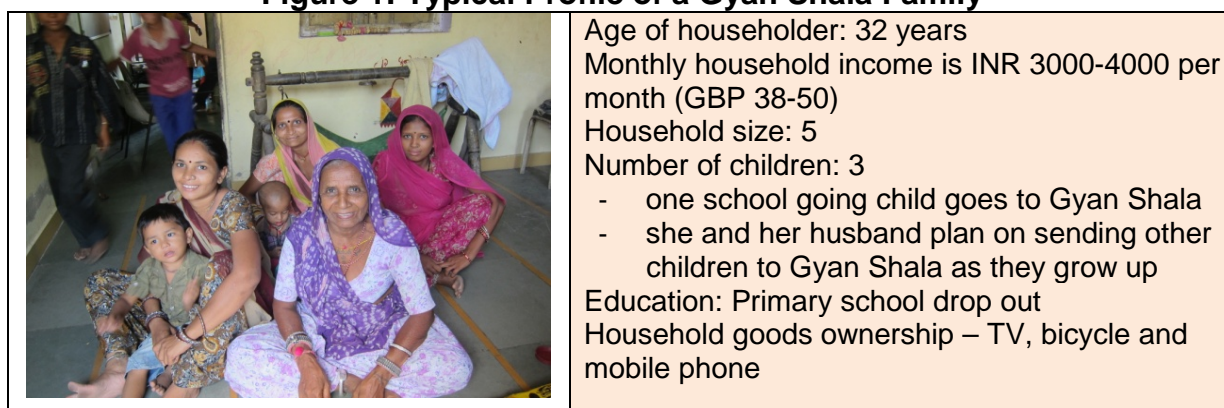 Figure 1: Typical Profile of a Gyan Shala Family
Age of householder: 32 years
Monthly household income is INR 3000-4000 per
month (GBP 38-50)
Household size: 5
Number of children: 3
- one school going child goes to Gyan Shala
- she and her husband plan on sending other
children to Gyan Shala as they grow up
Education: Primary school drop out
Household goods ownership – TV, bicycle and
mobile phone